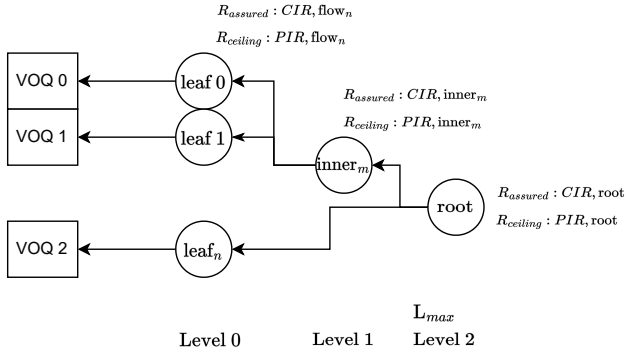 R_assured : CIR, flow_n
R_ceiling : PIR, flow_n
VOQ 0
leaf 0
R_assured : CIR, inner_m
R_ceiling : PIR, inner_m
VOQ 1
leaf 1
inner_m
root
R_assured : CIR, root
R_ceiling : PIR, root
VOQ 2
leaf_n
L_max
Level 0
Level 1
Level 2